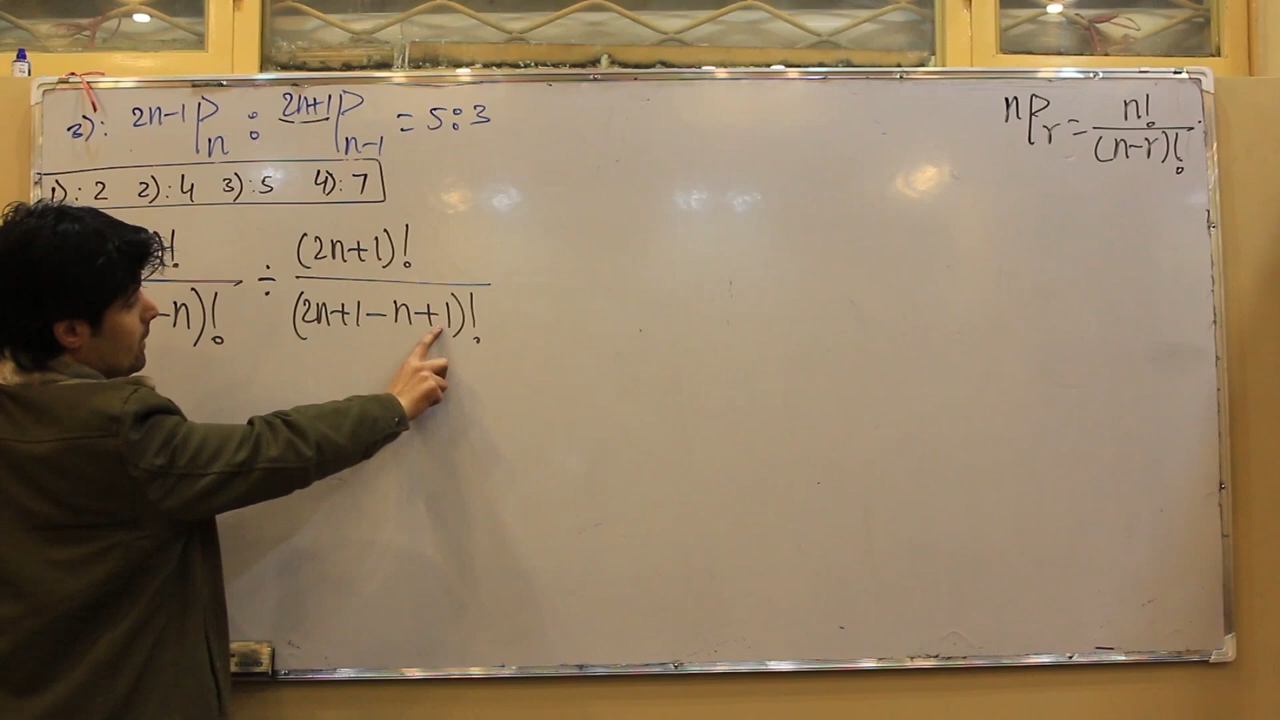 3): 2n-1Pn : 2n+1Pn-1 = 5:3
1): 2 2): 4 3): 5 4): 7
! ÷ (2n+1)!
-n)! (2n+1-n+1)!
nPr = n!
(n-r)!